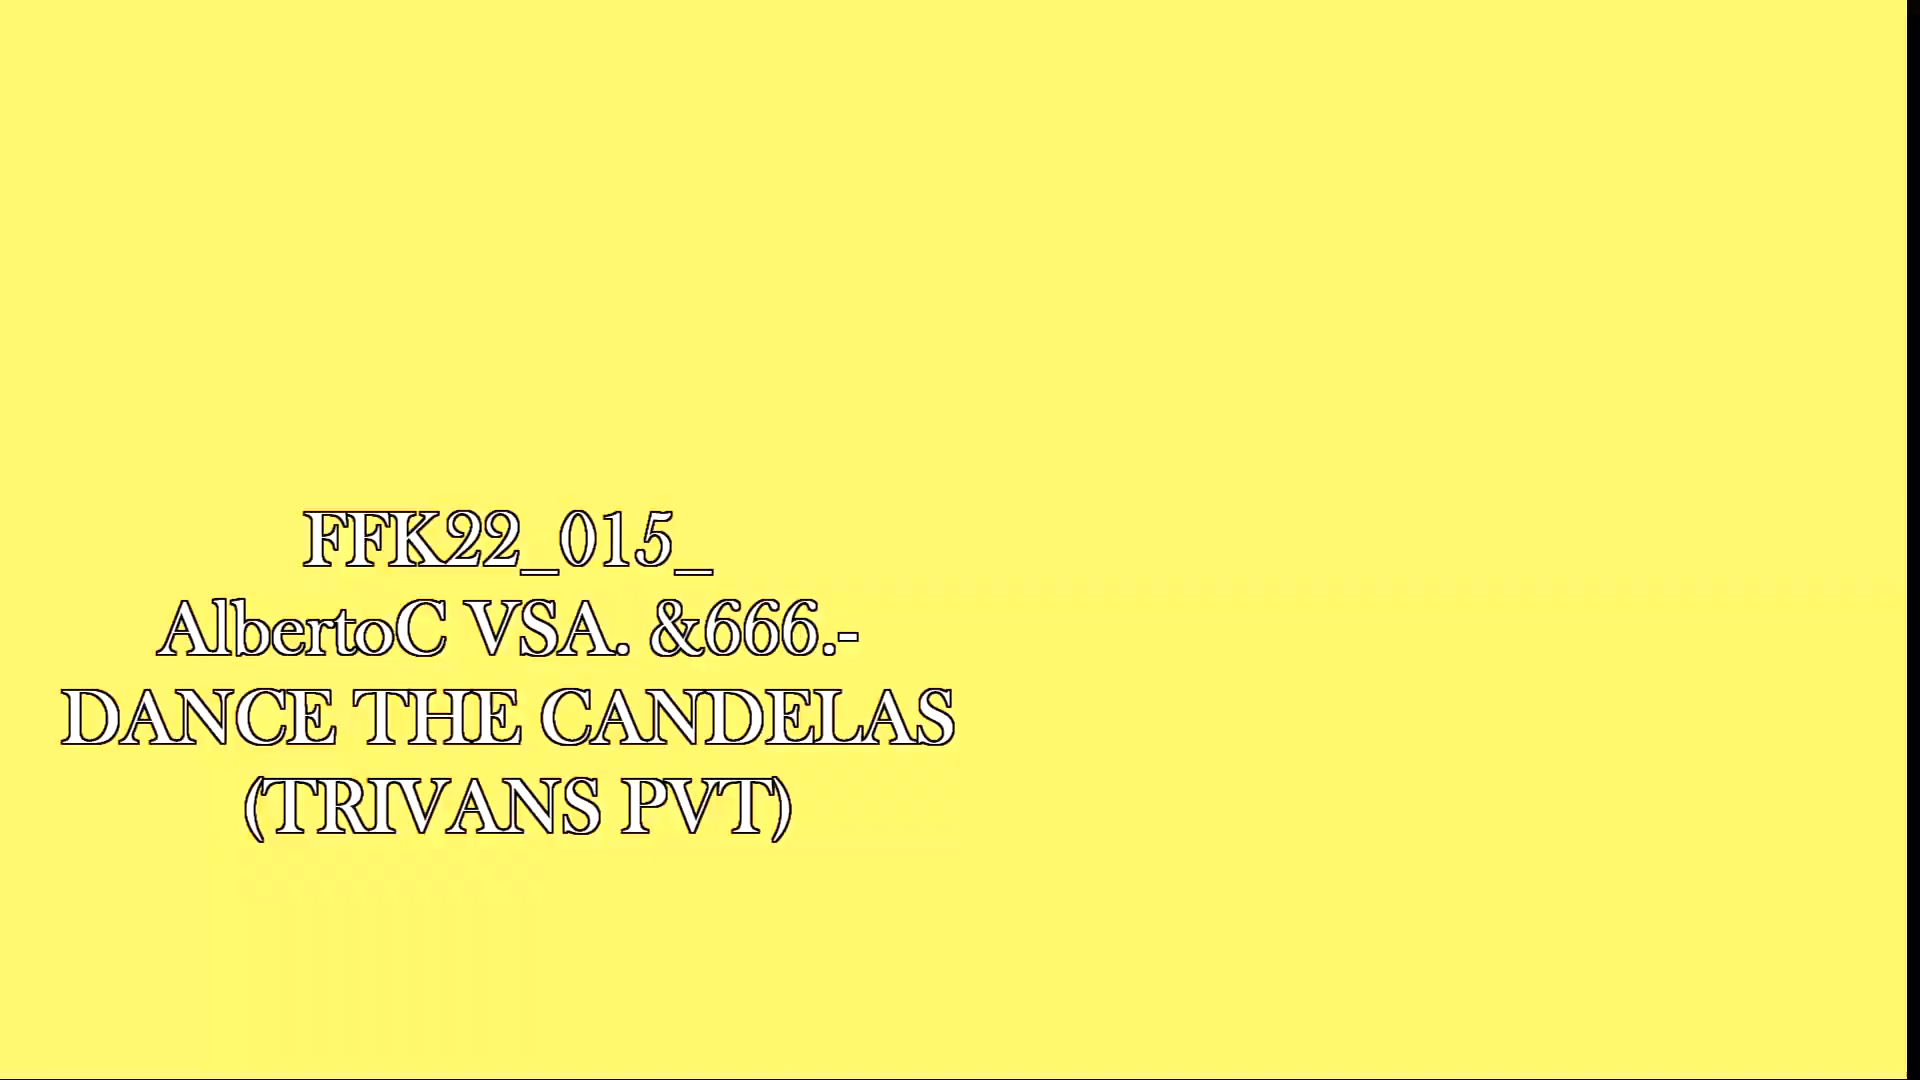 FFK22_015_
AlbertoC VSA. &666.-
DANCE THE CANDELAS
(TRIVANS PVT)